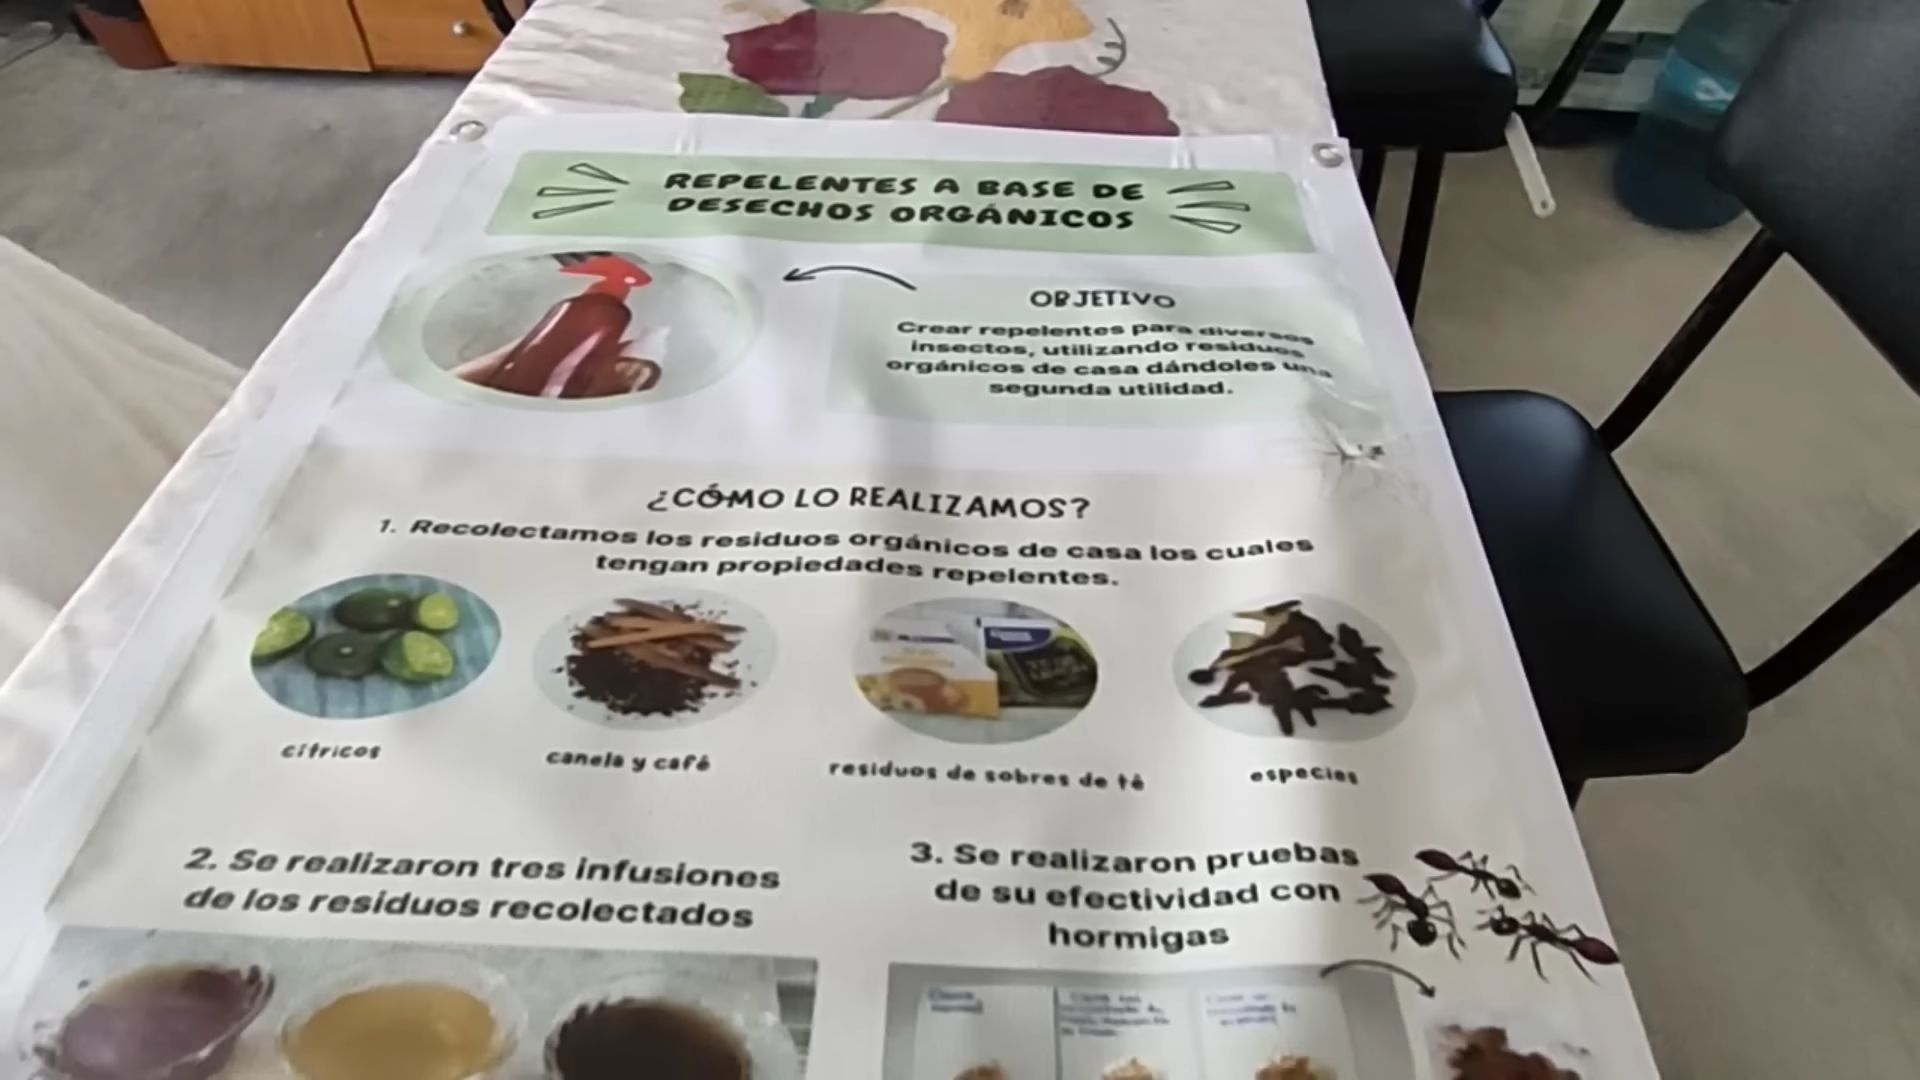 REPELENTES A BASE DE
DESECHOS ORGÁNICOS
OBJETIVO
Crear repelentes para diversos
insectos, utilizando residuos
orgánicos de casa dándoles una
segunda utilidad.
¿CÓMO LO REALIZAMOS?
1. Recolectamos los residuos orgánicos de casa los cuales
tengan propiedades repelentes.
cítricos
canela y café
residuos de sobres de té
especies
2. Se realizaron tres infusiones
de los residuos recolectados
3. Se realizaron pruebas
de su efectividad con
hormigas